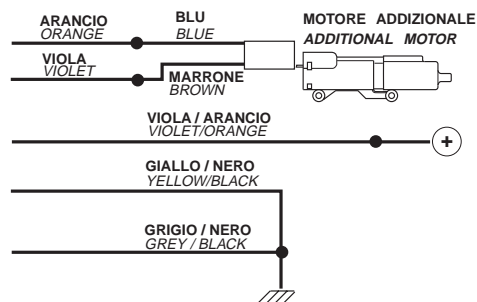 ARANCIO
ORANGE
BLU
BLUE
MOTORE ADDIZIONALE
ADDITIONAL MOTOR
VIOLA
VIOLET
MARRONE
BROWN
VIOLA / ARANCIO
VIOLET/ORANGE
+
GIALLO / NERO
YELLOW/BLACK
GRIGIO / NERO
GREY / BLACK